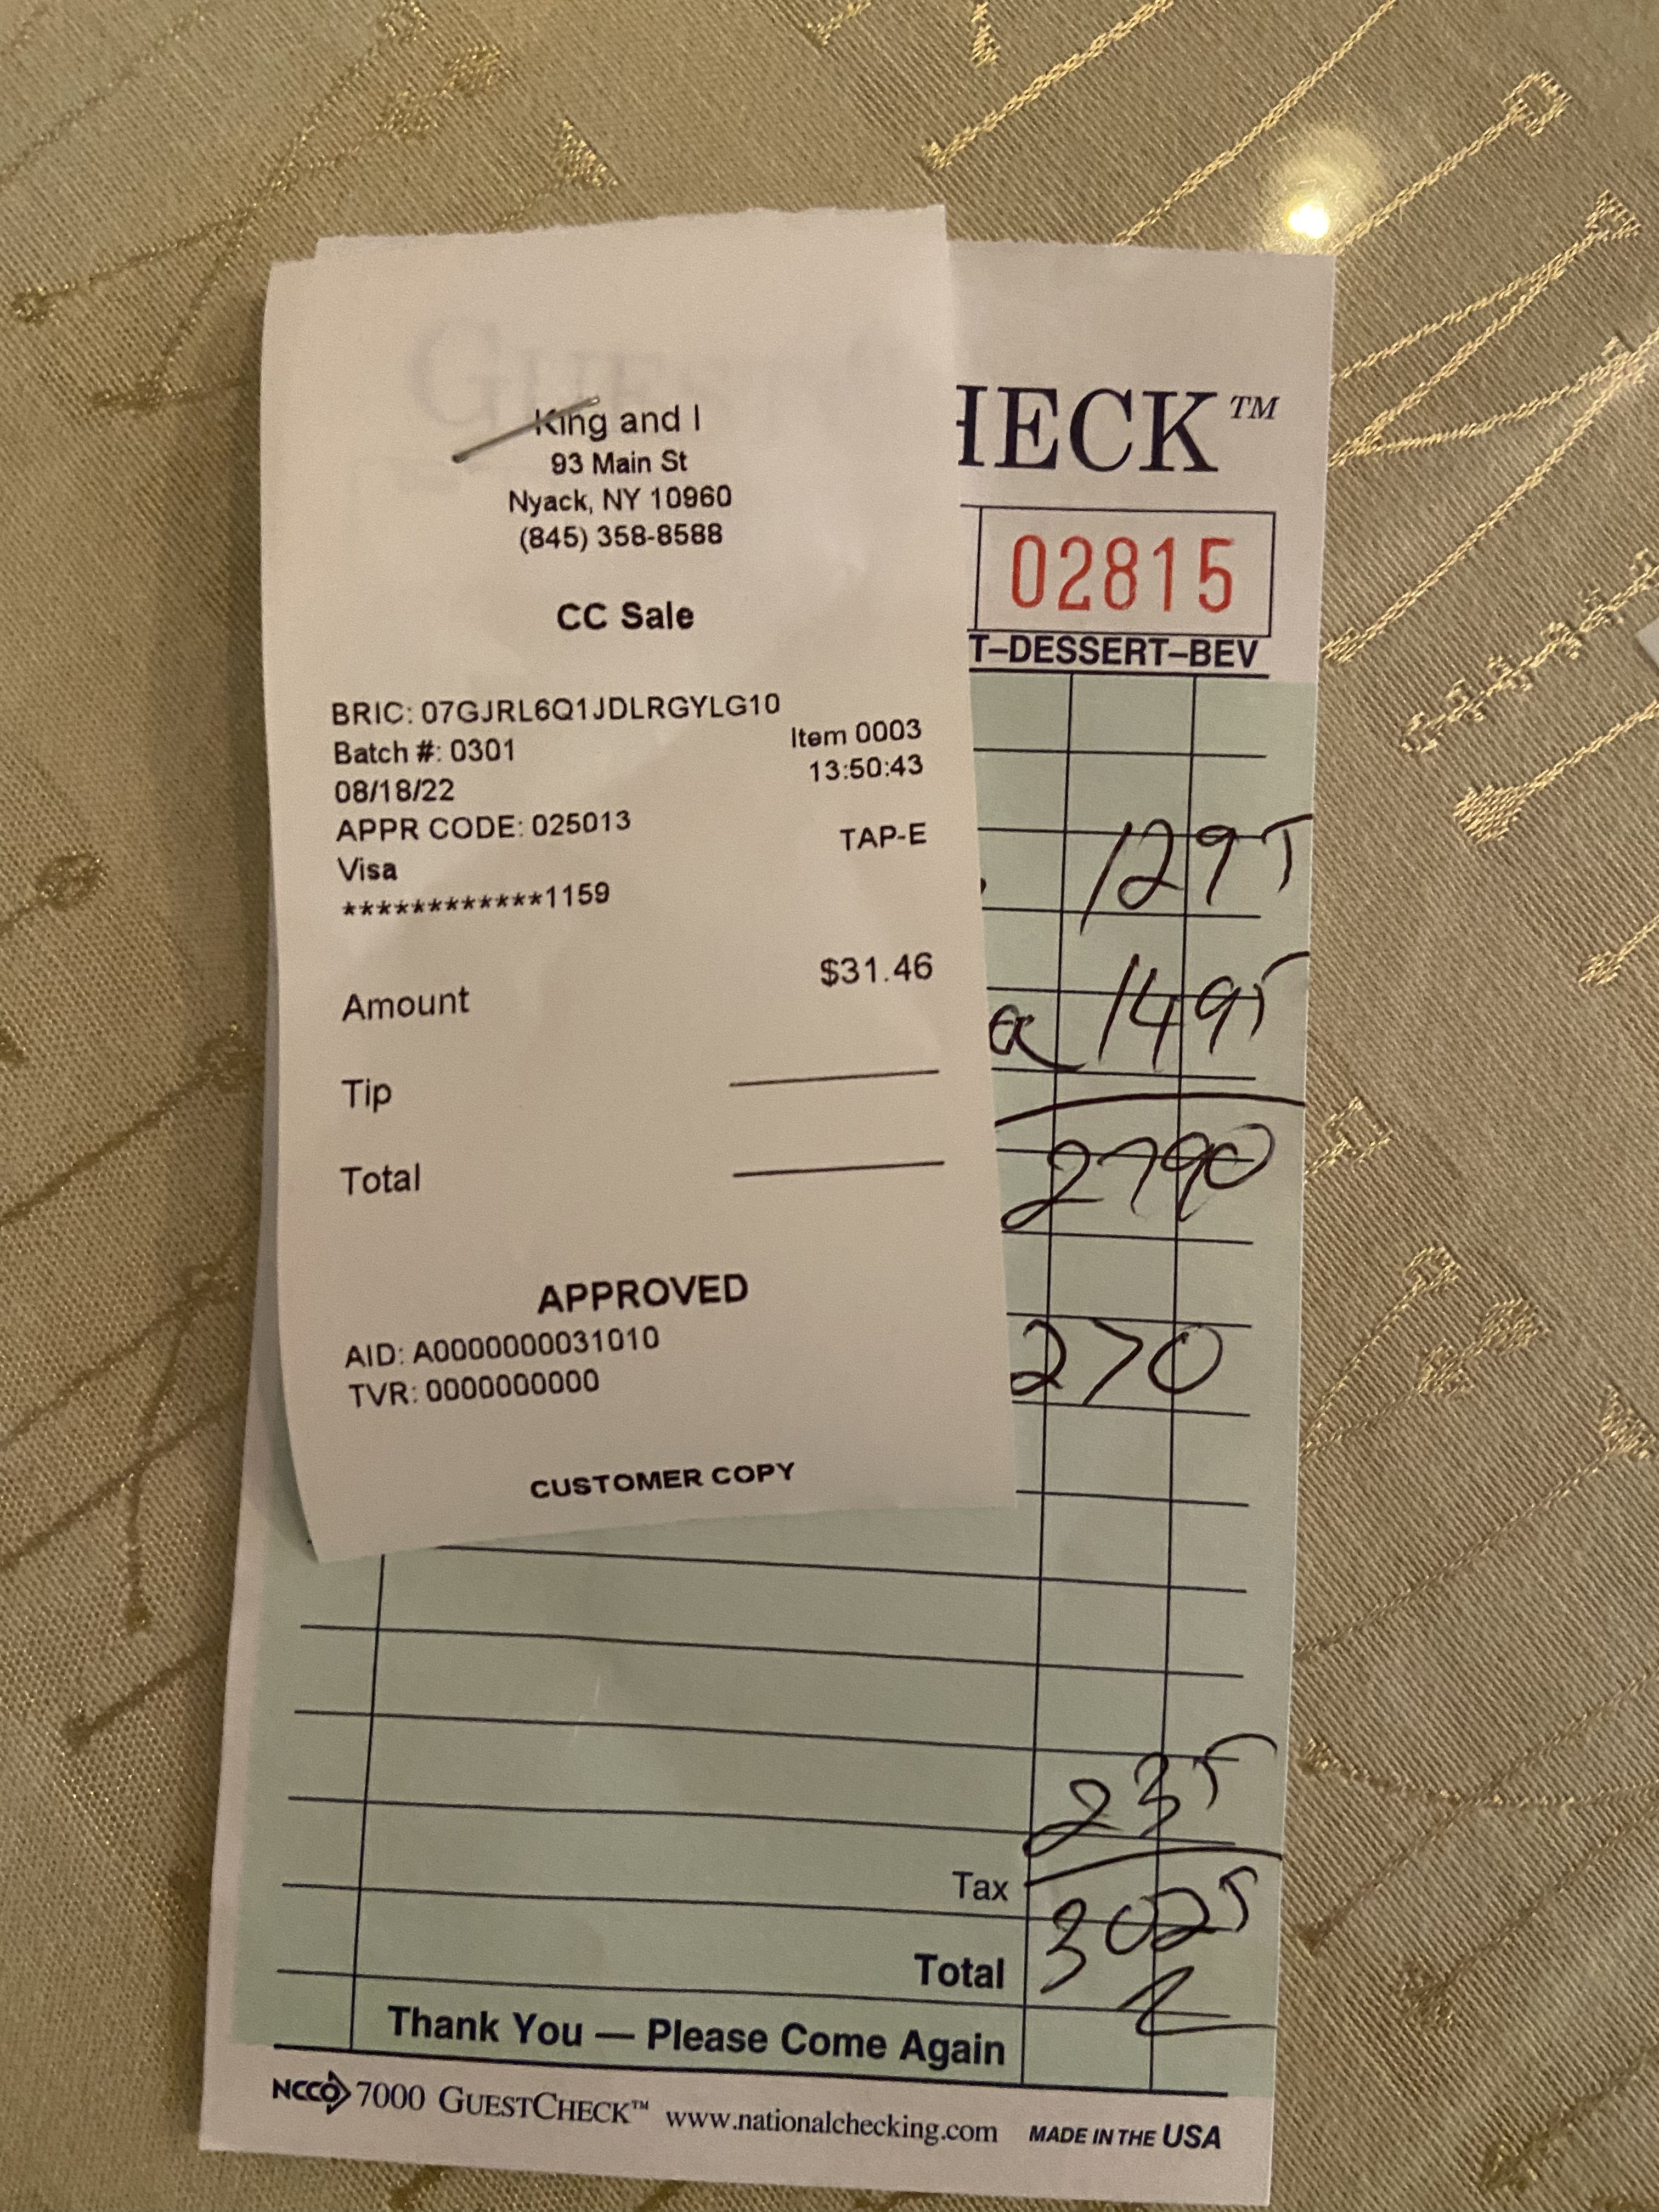 King and I
93 Main St
Nyack, NY 10960
(845) 358-8588
CC Sale
BRIC: 07GJRL6Q1JDLRGYLG10
Batch #: 0301 Item 0003
08/18/22 13:50:43
APPR CODE: 025013
Visa TAP-E
************1159
Amount $31.46
Tip
Total
APPROVED
AID: A0000000031010
TVR: 0000000000
CUSTOMER COPY
HECK™
02815
T–DESSERT–BEV
1295
1495
2790
270
235
Tax
3025
Total
Thank You — Please Come Again
NCCO 7000 GUESTCHECK™ www.nationalchecking.com MADE IN THE USA